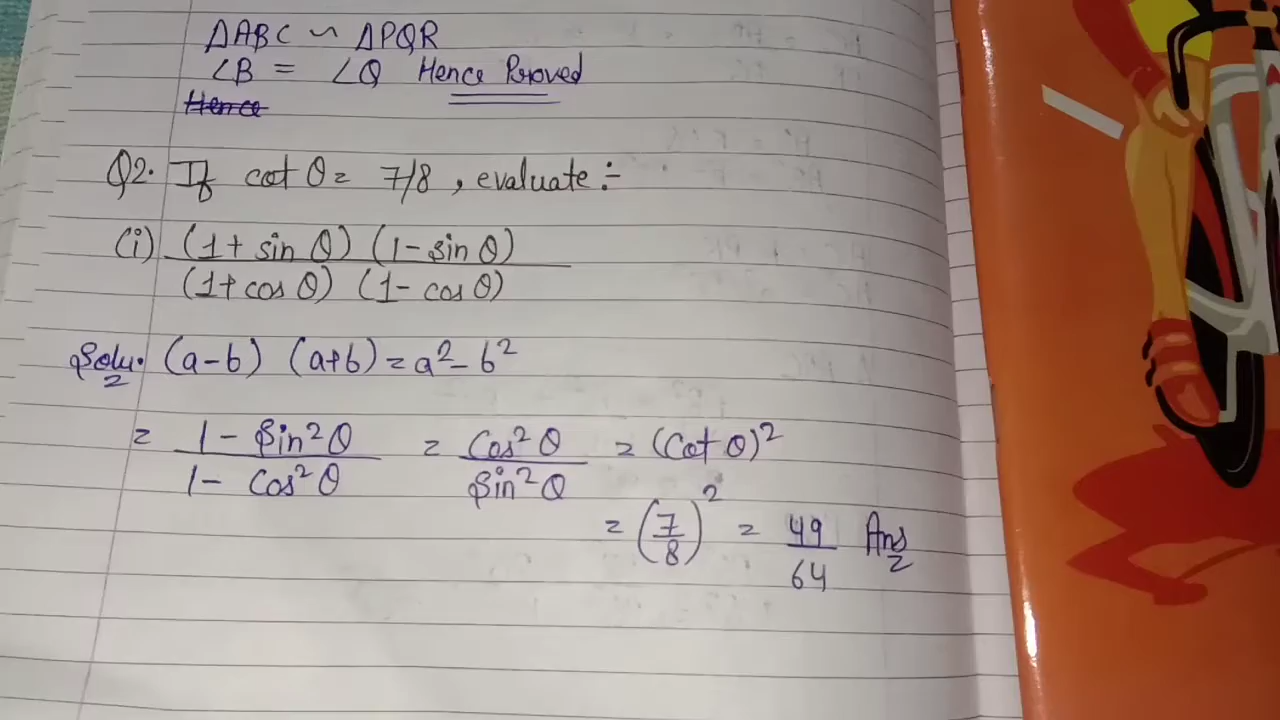 ΔABC ∽ ΔPQR
∠B = ∠Q Hence Proved
Hence
Q2. If cot θ = 7/8, evaluate :-
(i) (1 + sin θ) (1 - sin θ)
(1 + cos θ) (1 - cos θ)
Solu. (a - b) (a + b) = a² - b²
= 1 - Sin²θ / 1 - Cos²θ = Cos²θ / Sin²θ = (Cot θ)²
= (7/8)² = 49/64 Ans